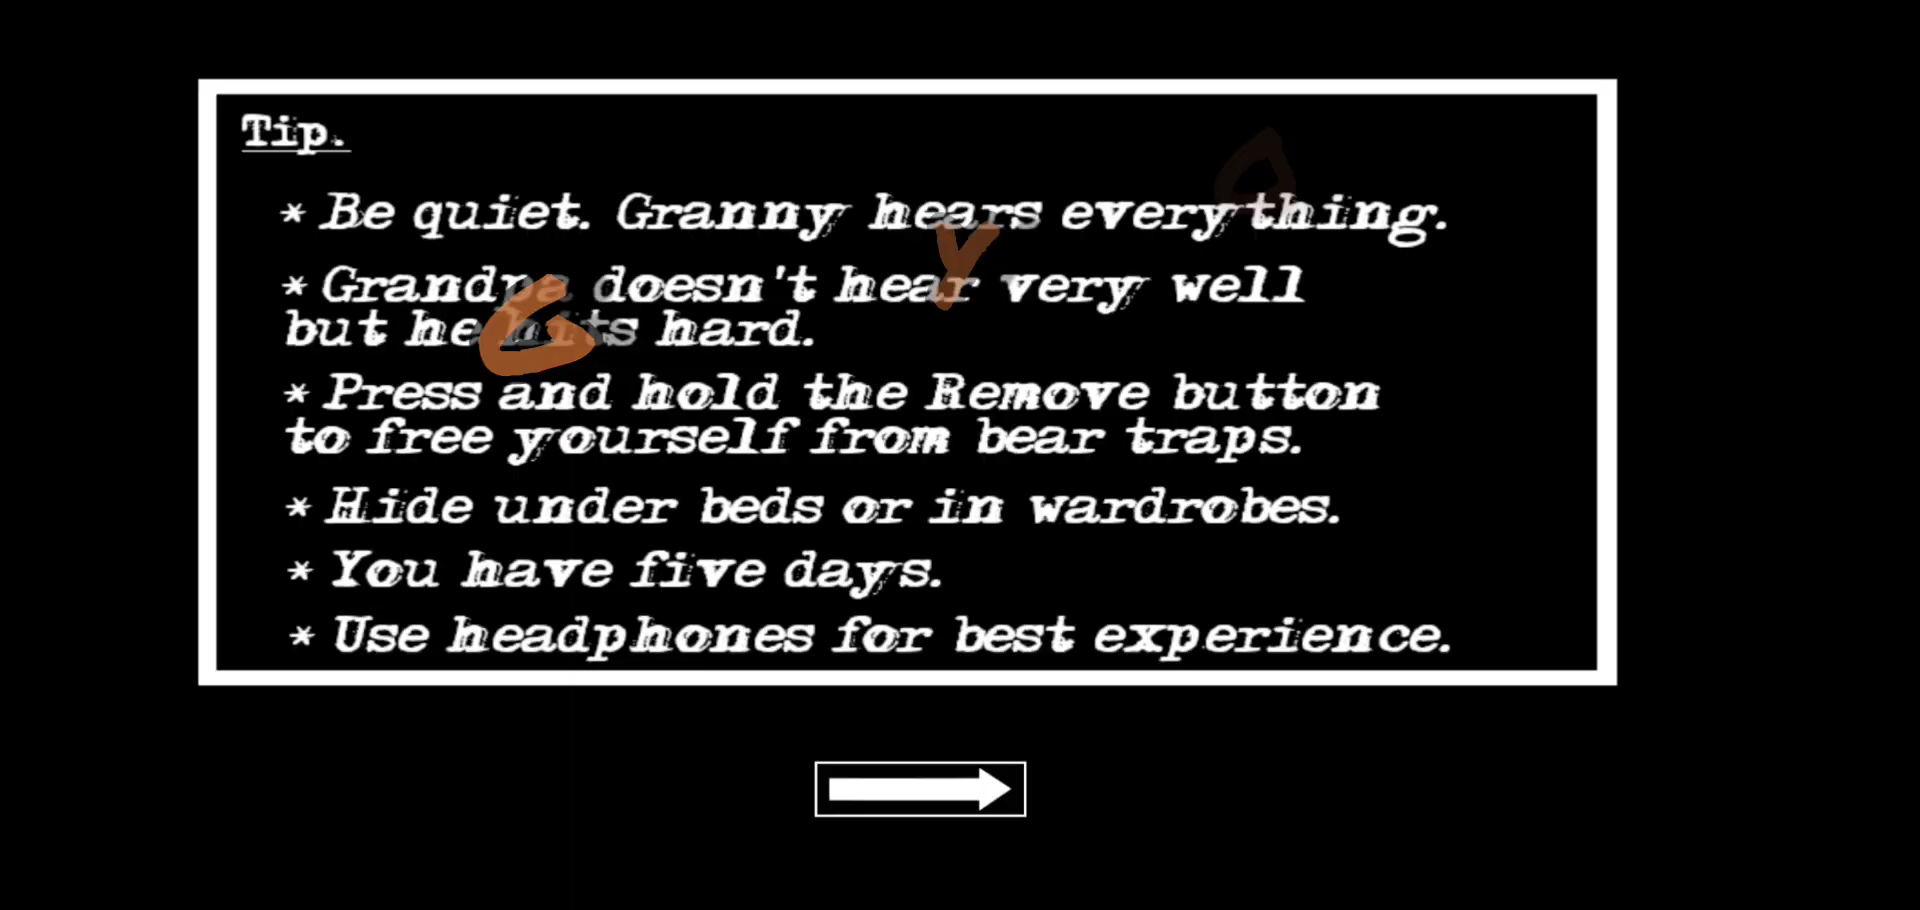 Tip.
* Be quiet. Granny hears everything.
* Grandpa doesn't hear very well
but he hits hard.
* Press and hold the Remove button
to free yourself from bear traps.
* Hide under beds or in wardrobes.
* You have five days.
* Use headphones for best experience.
G Y O